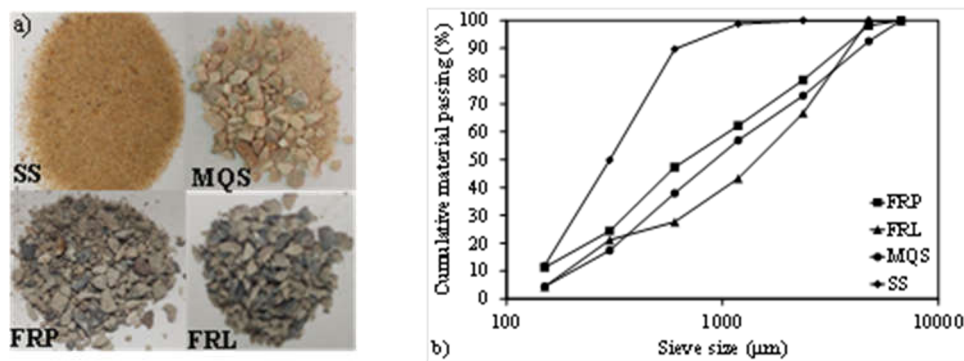 a)
SS
MQS
FRP
FRL
Cumulative material passing (%)
100
90
80
70
60
50
40
30
20
10
0
100
1000
10000
Sieve size (μm)
FRP
FRL
MQS
SS
b)